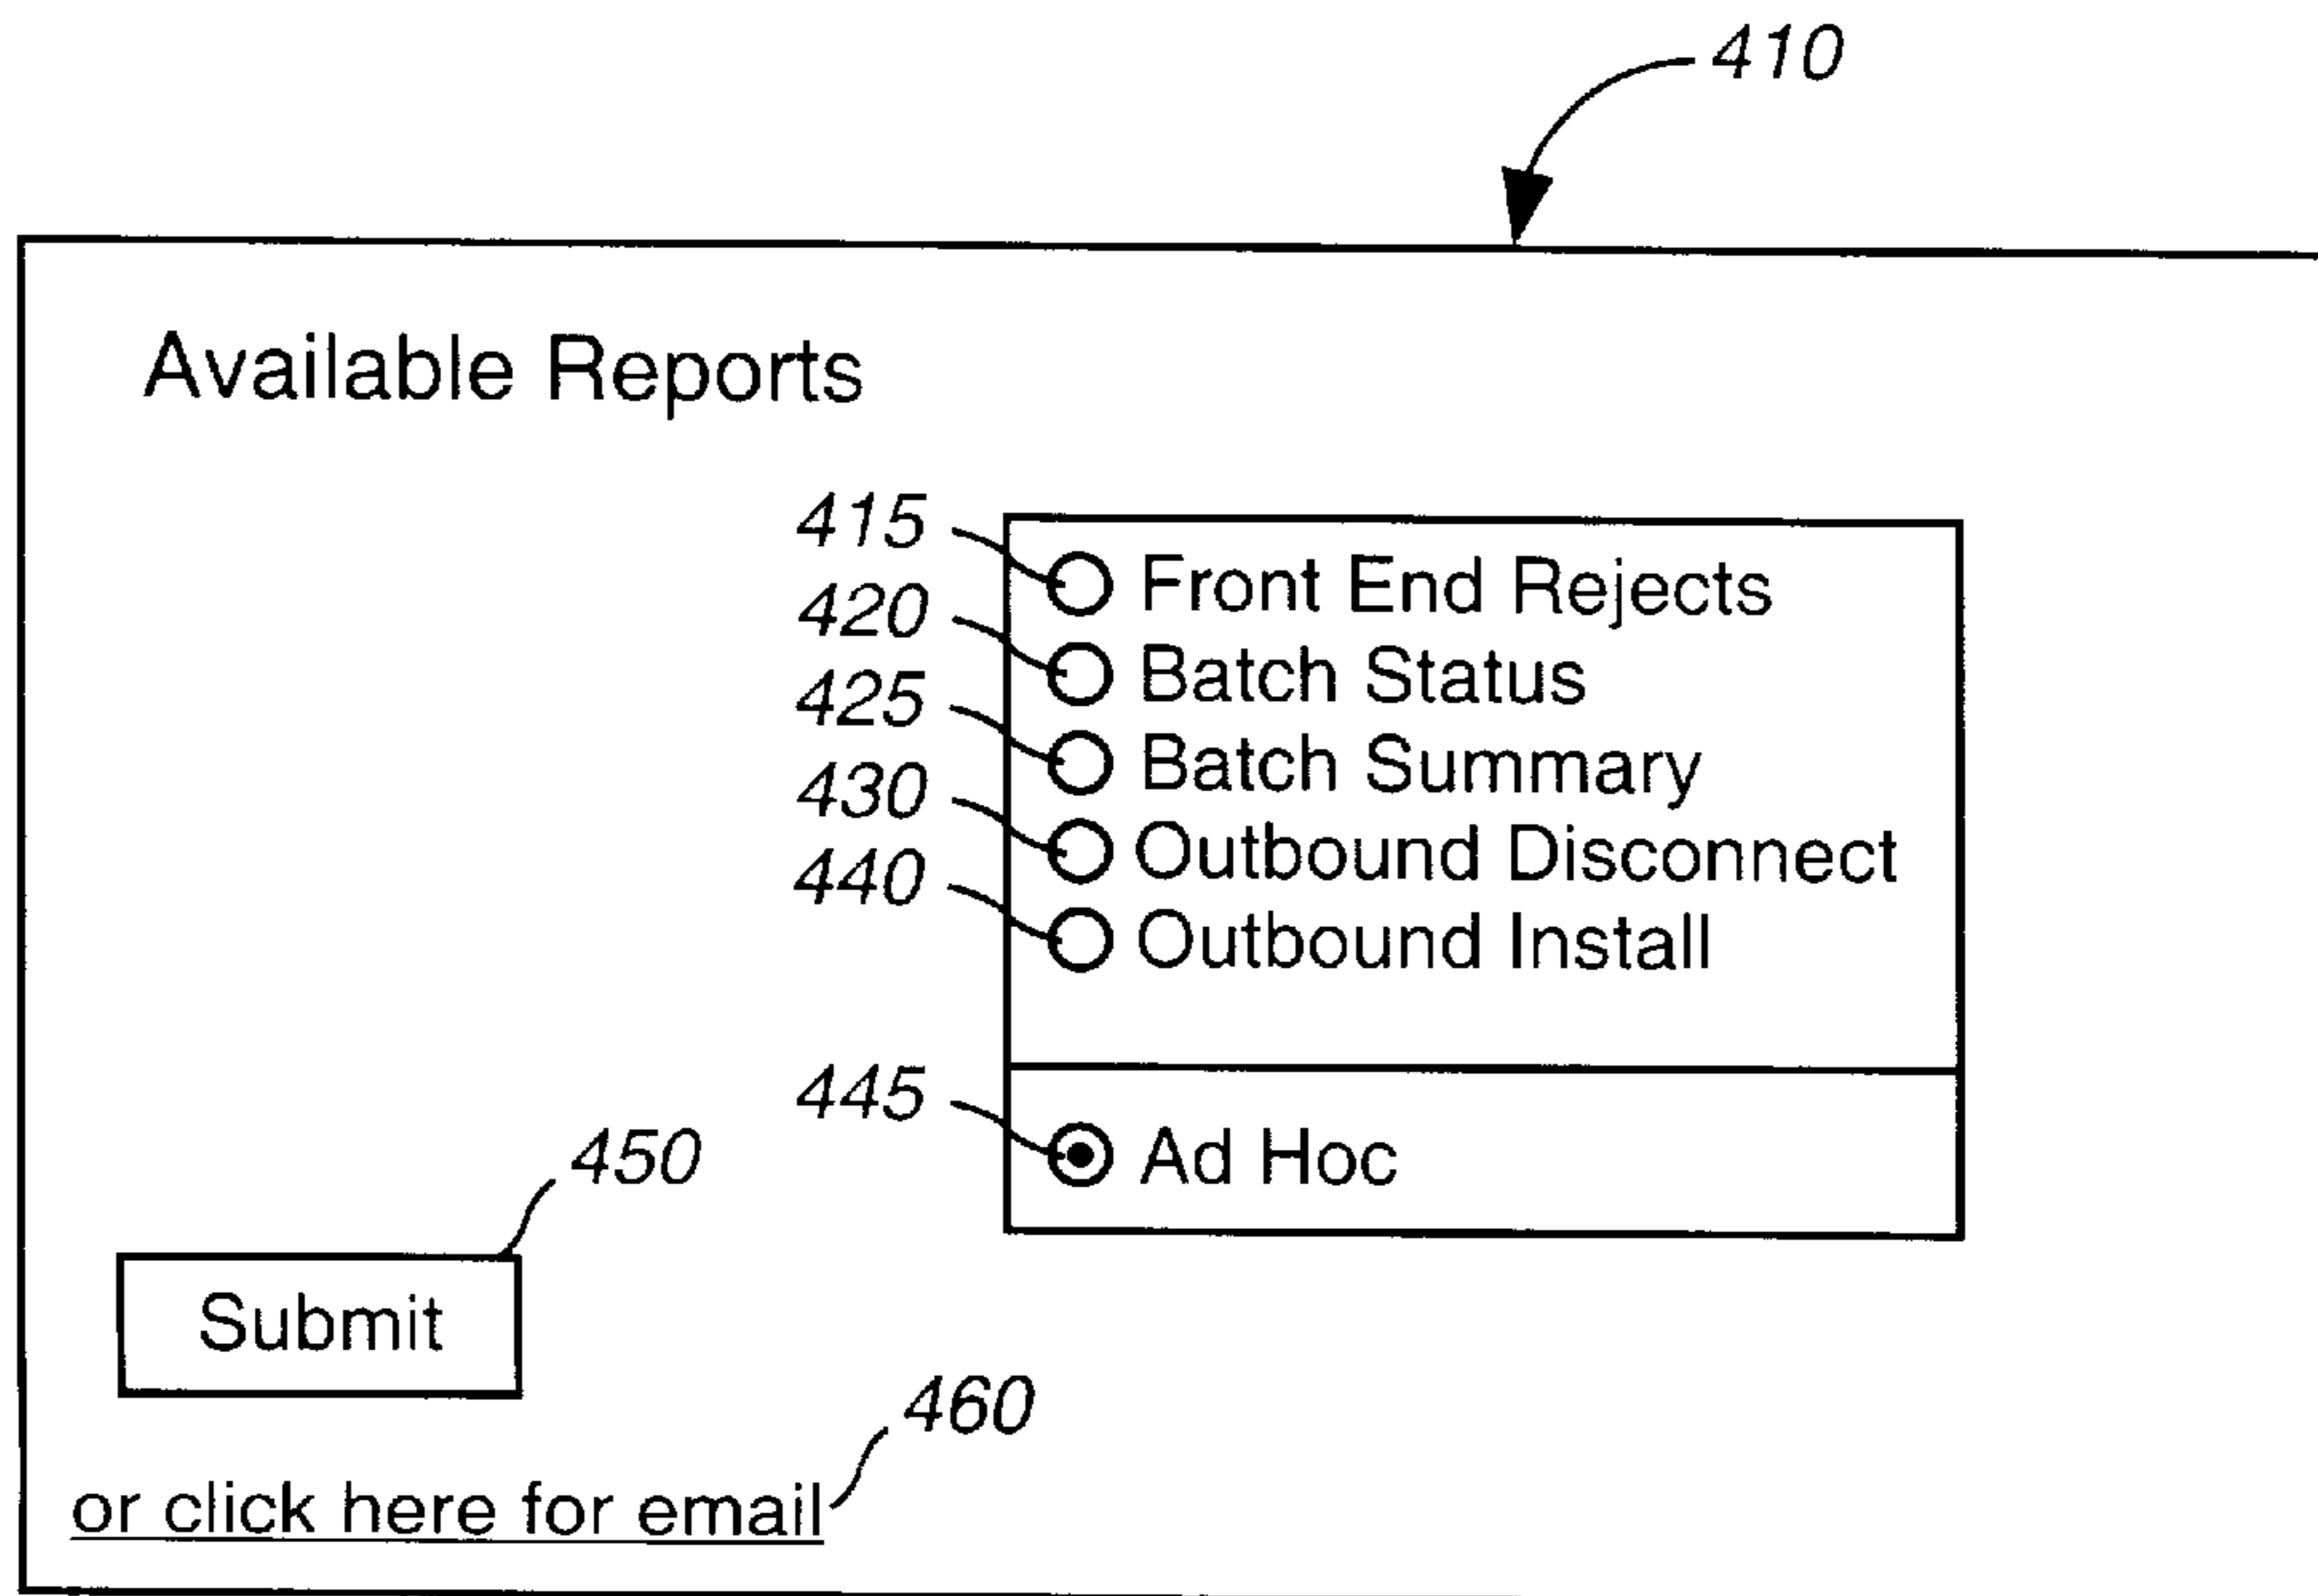 410
Available Reports
415 Front End Rejects
420 Batch Status
425 Batch Summary
430 Outbound Disconnect
440 Outbound Install
445 Ad Hoc
450
Submit
460
or click here for email